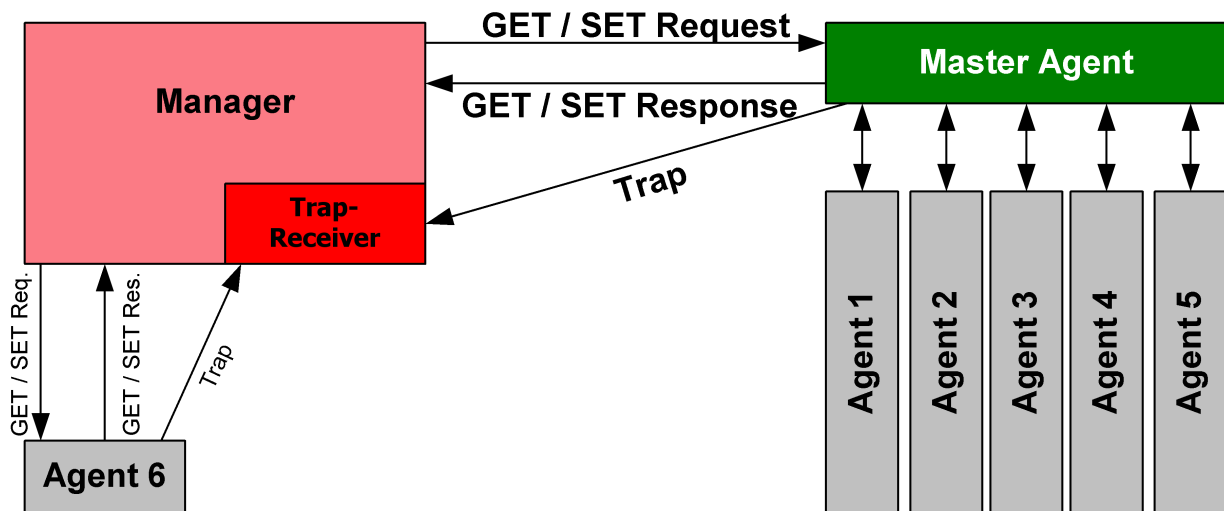 GET / SET Request
Master Agent
Manager
GET / SET Response
Trap
Trap-
Receiver
GET / SET Req.
GET / SET Res.
Trap
Agent 1
Agent 2
Agent 3
Agent 4
Agent 5
Agent 6